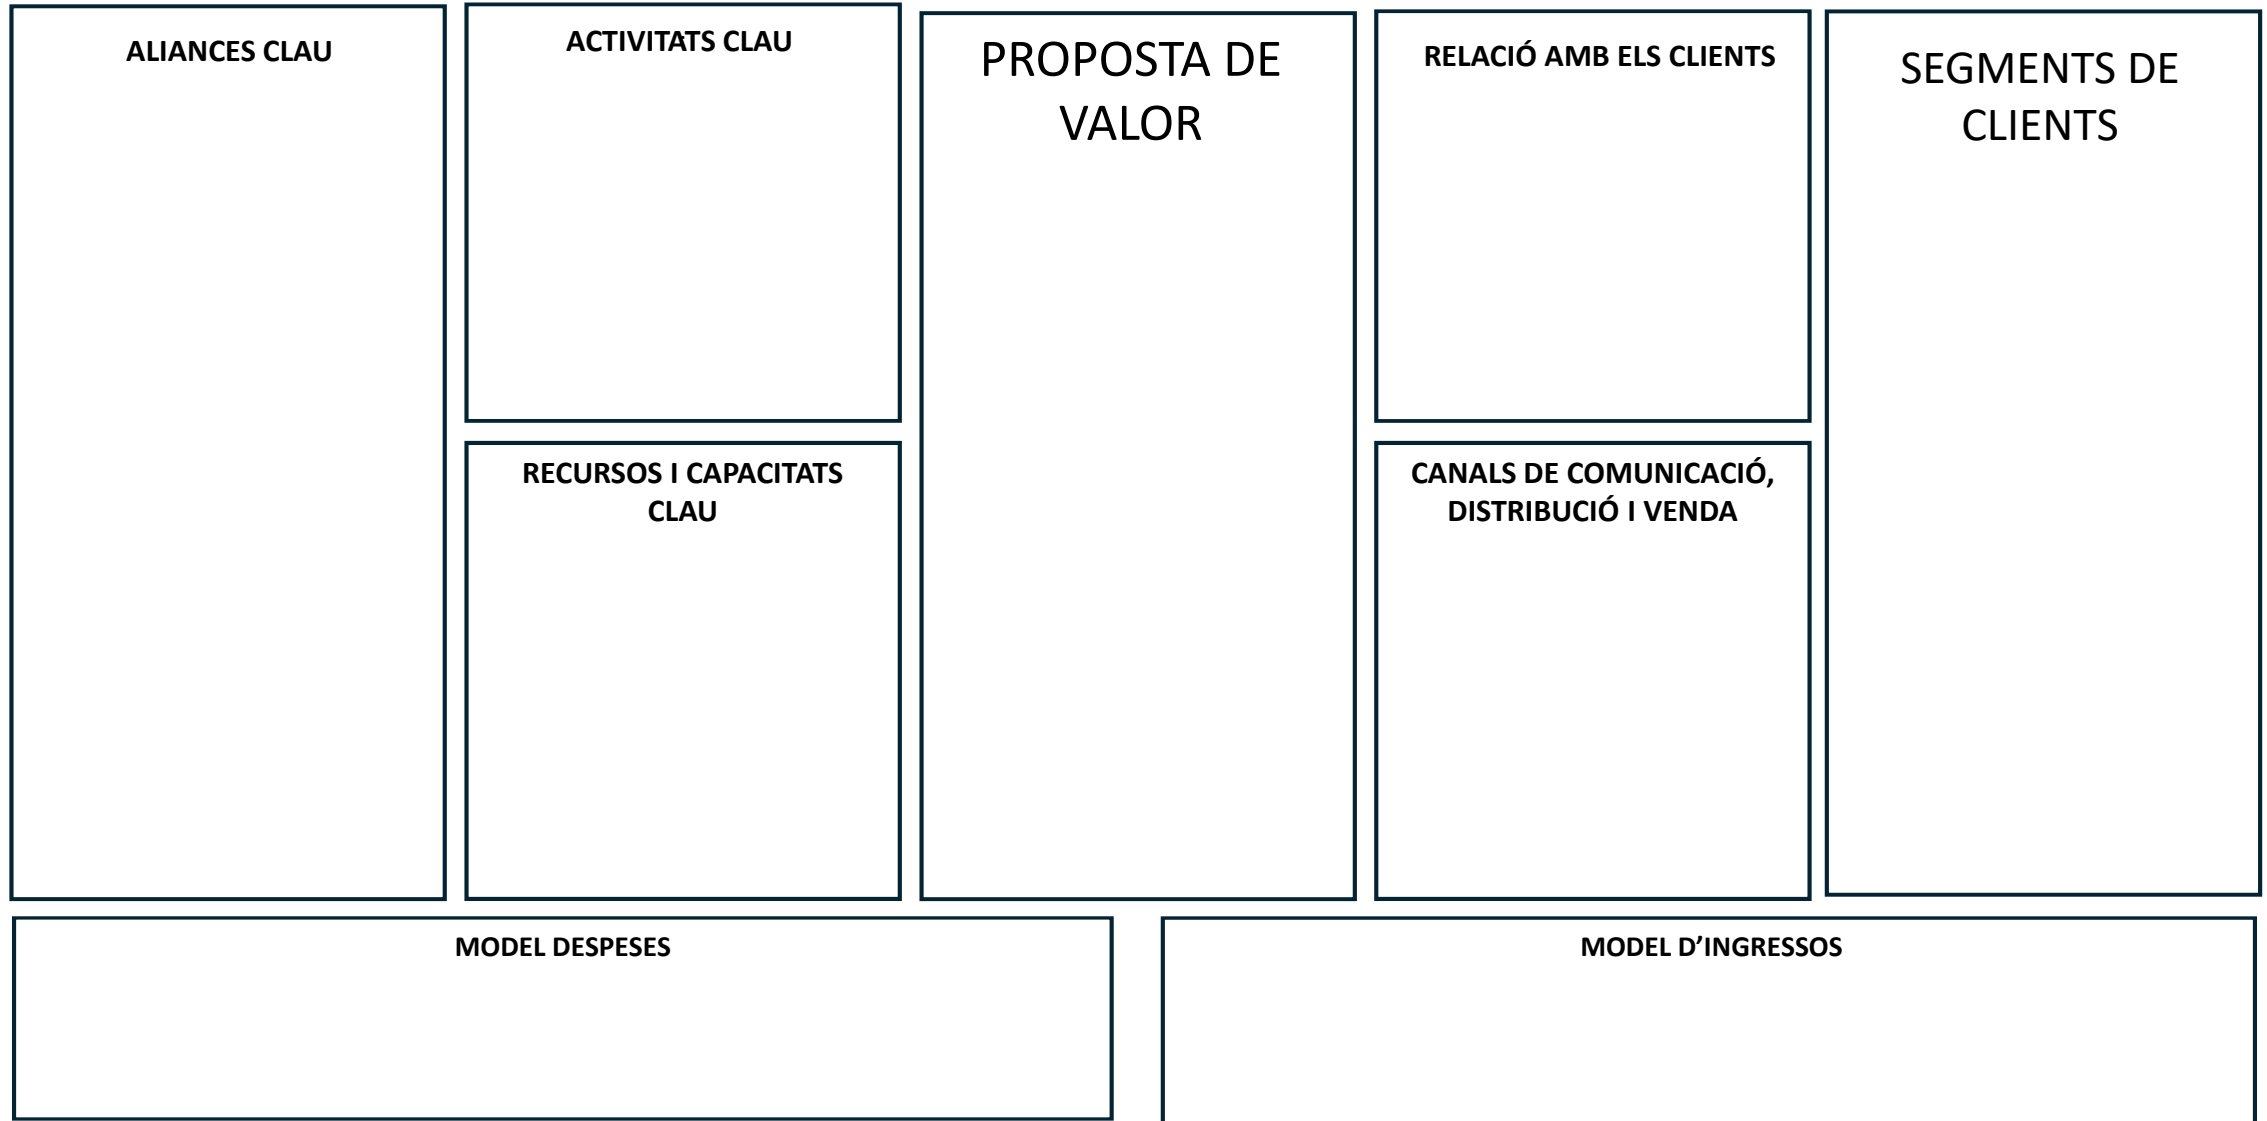 ALIANCES CLAU
ACTIVITATS CLAU
RECURSOS I CAPACITATS
CLAU
PROPOSTA DE
VALOR
RELACIÓ AMB ELS CLIENTS
CANALS DE COMUNICACIÓ,
DISTRIBUCIÓ I VENDA
SEGMENTS DE
CLIENTS
MODEL DESPESES
MODEL D’INGRESSOS